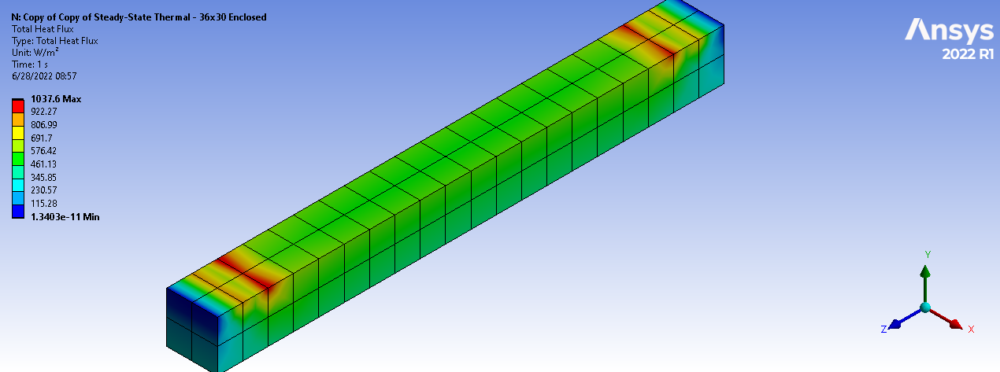 N: Copy of Copy of Steady-State Thermal - 36x30 Enclosed
Total Heat Flux
Type: Total Heat Flux
Unit: W/m²
Time: 1 s
6/28/2022 08:57
1037.6 Max
922.27
806.99
691.7
576.42
461.13
345.85
230.57
115.28
1.3403e-11 Min
Ansys
2022 R1
Y
Z
X